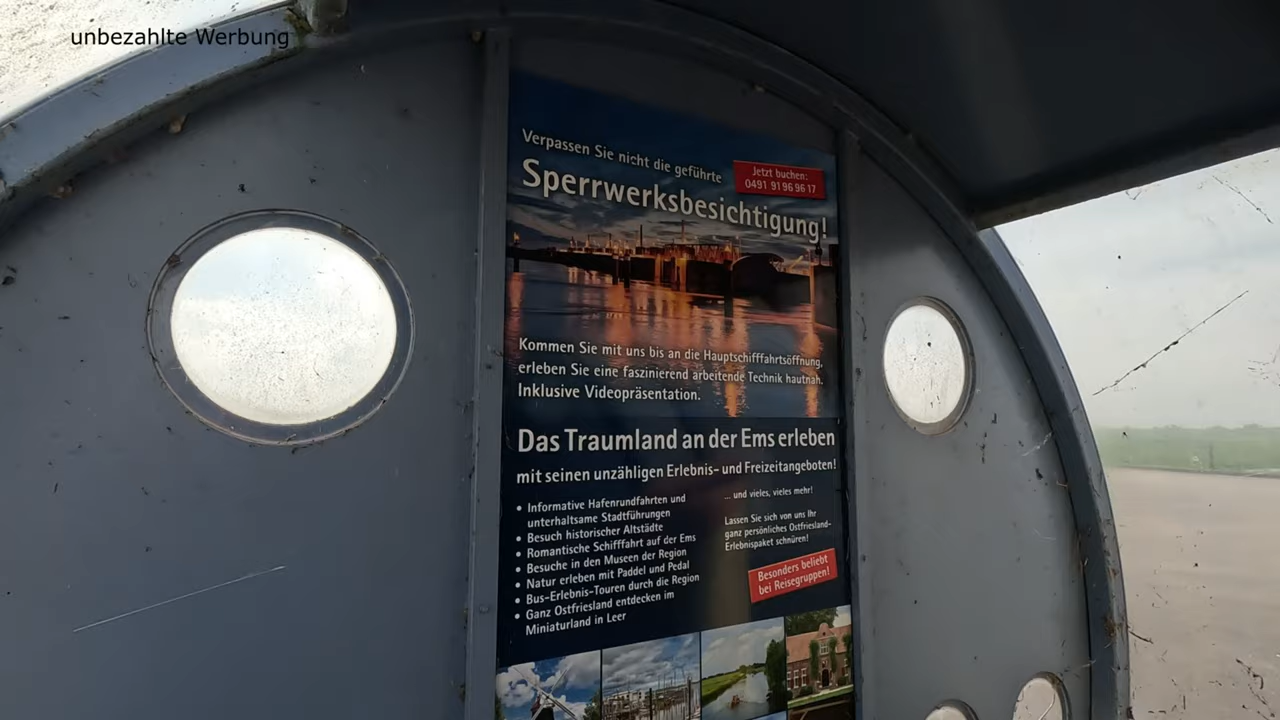 unbezahlte Werbung
Verpassen Sie nicht die geführte
Sperrwerksbesichtigung!
Jetzt buchen:
0491 91 96 96 17
Kommen Sie mit uns bis an die Hauptschifffahrtsöffnung,
erleben Sie eine faszinierend arbeitende Technik hautnah.
Inklusive Videopräsentation.
Das Traumland an der Ems erleben
mit seinen unzähligen Erlebnis- und Freizeitangeboten!
• Informative Hafenrundfahrten und
unterhaltsame Stadtführungen
• Besuch historischer Altstädte
• Romantische Schifffahrt auf der Ems
• Besuche in den Museen der Region
• Natur erleben mit Paddel und Pedal
• Bus-Erlebnis-Touren durch die Region
• Ganz Ostfriesland entdecken im
Miniaturland in Leer
... und vieles, vieles mehr!
Lassen Sie sich von uns Ihr
ganz persönliches Ostfriesland-
Erlebnispaket schnüren!
Besonders beliebt
bei Reisegruppen!